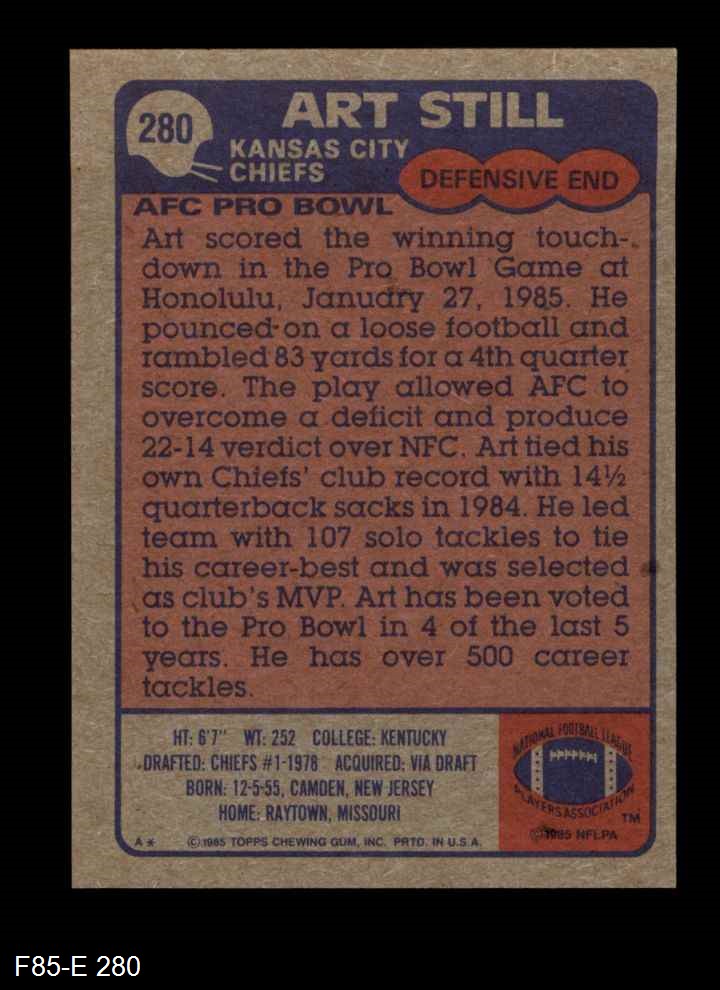 280
ART STILL
KANSAS CITY
CHIEFS
DEFENSIVE END
AFC PRO BOWL
Art scored the winning touch-
down in the Pro Bowl Game at
Honolulu, January 27, 1985. He
pounced on a loose football and
rambled 83 yards for a 4th quarter
score. The play allowed AFC to
overcome a deficit and produce
22-14 verdict over NFC. Art tied his
own Chiefs' club record with 14½
quarterback sacks in 1984. He led
team with 107 solo tackles to tie
his career-best and was selected
as club's MVP. Art has been voted
to the Pro Bowl in 4 of the last 5
years. He has over 500 career
tackles.
HT: 6'7" WT: 252 COLLEGE: KENTUCKY
DRAFTED: CHIEFS #1-1978 ACQUIRED: VIA DRAFT
BORN: 12-5-55, CAMDEN, NEW JERSEY
HOME: RAYTOWN, MISSOURI
A* ©1985 TOPPS CHEWING GUM, INC. PRTD. IN U.S.A.
NATIONAL FOOTBALL LEAGUE
PLAYERS ASSOCIATION
TM
©1985 NFLPA
F85-E 280